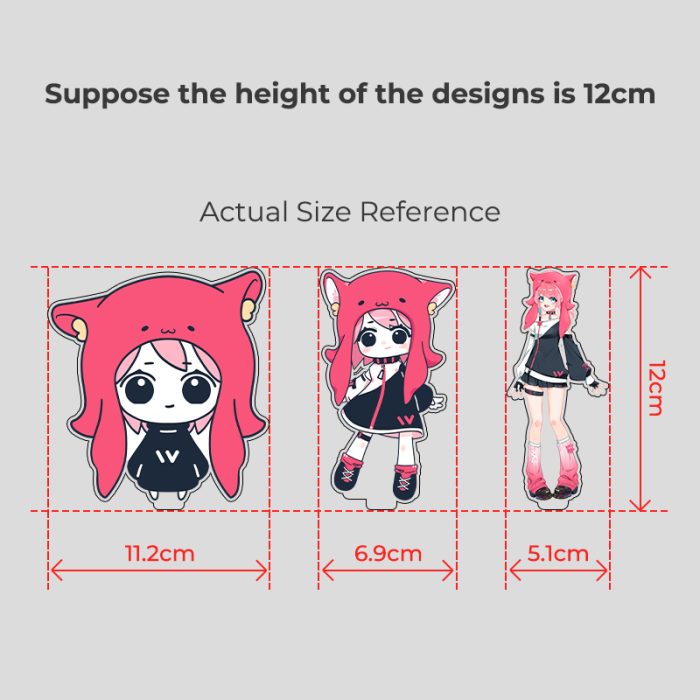 Suppose the height of the designs is 12cm
Actual Size Reference
12cm
11.2cm
6.9cm
5.1cm